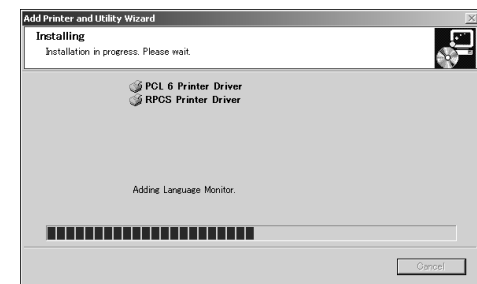 Add Printer and Utility Wizard
Installing
Installation in progress. Please wait.
PCL 6 Printer Driver
RPCS Printer Driver
Adding Language Monitor.
Cancel